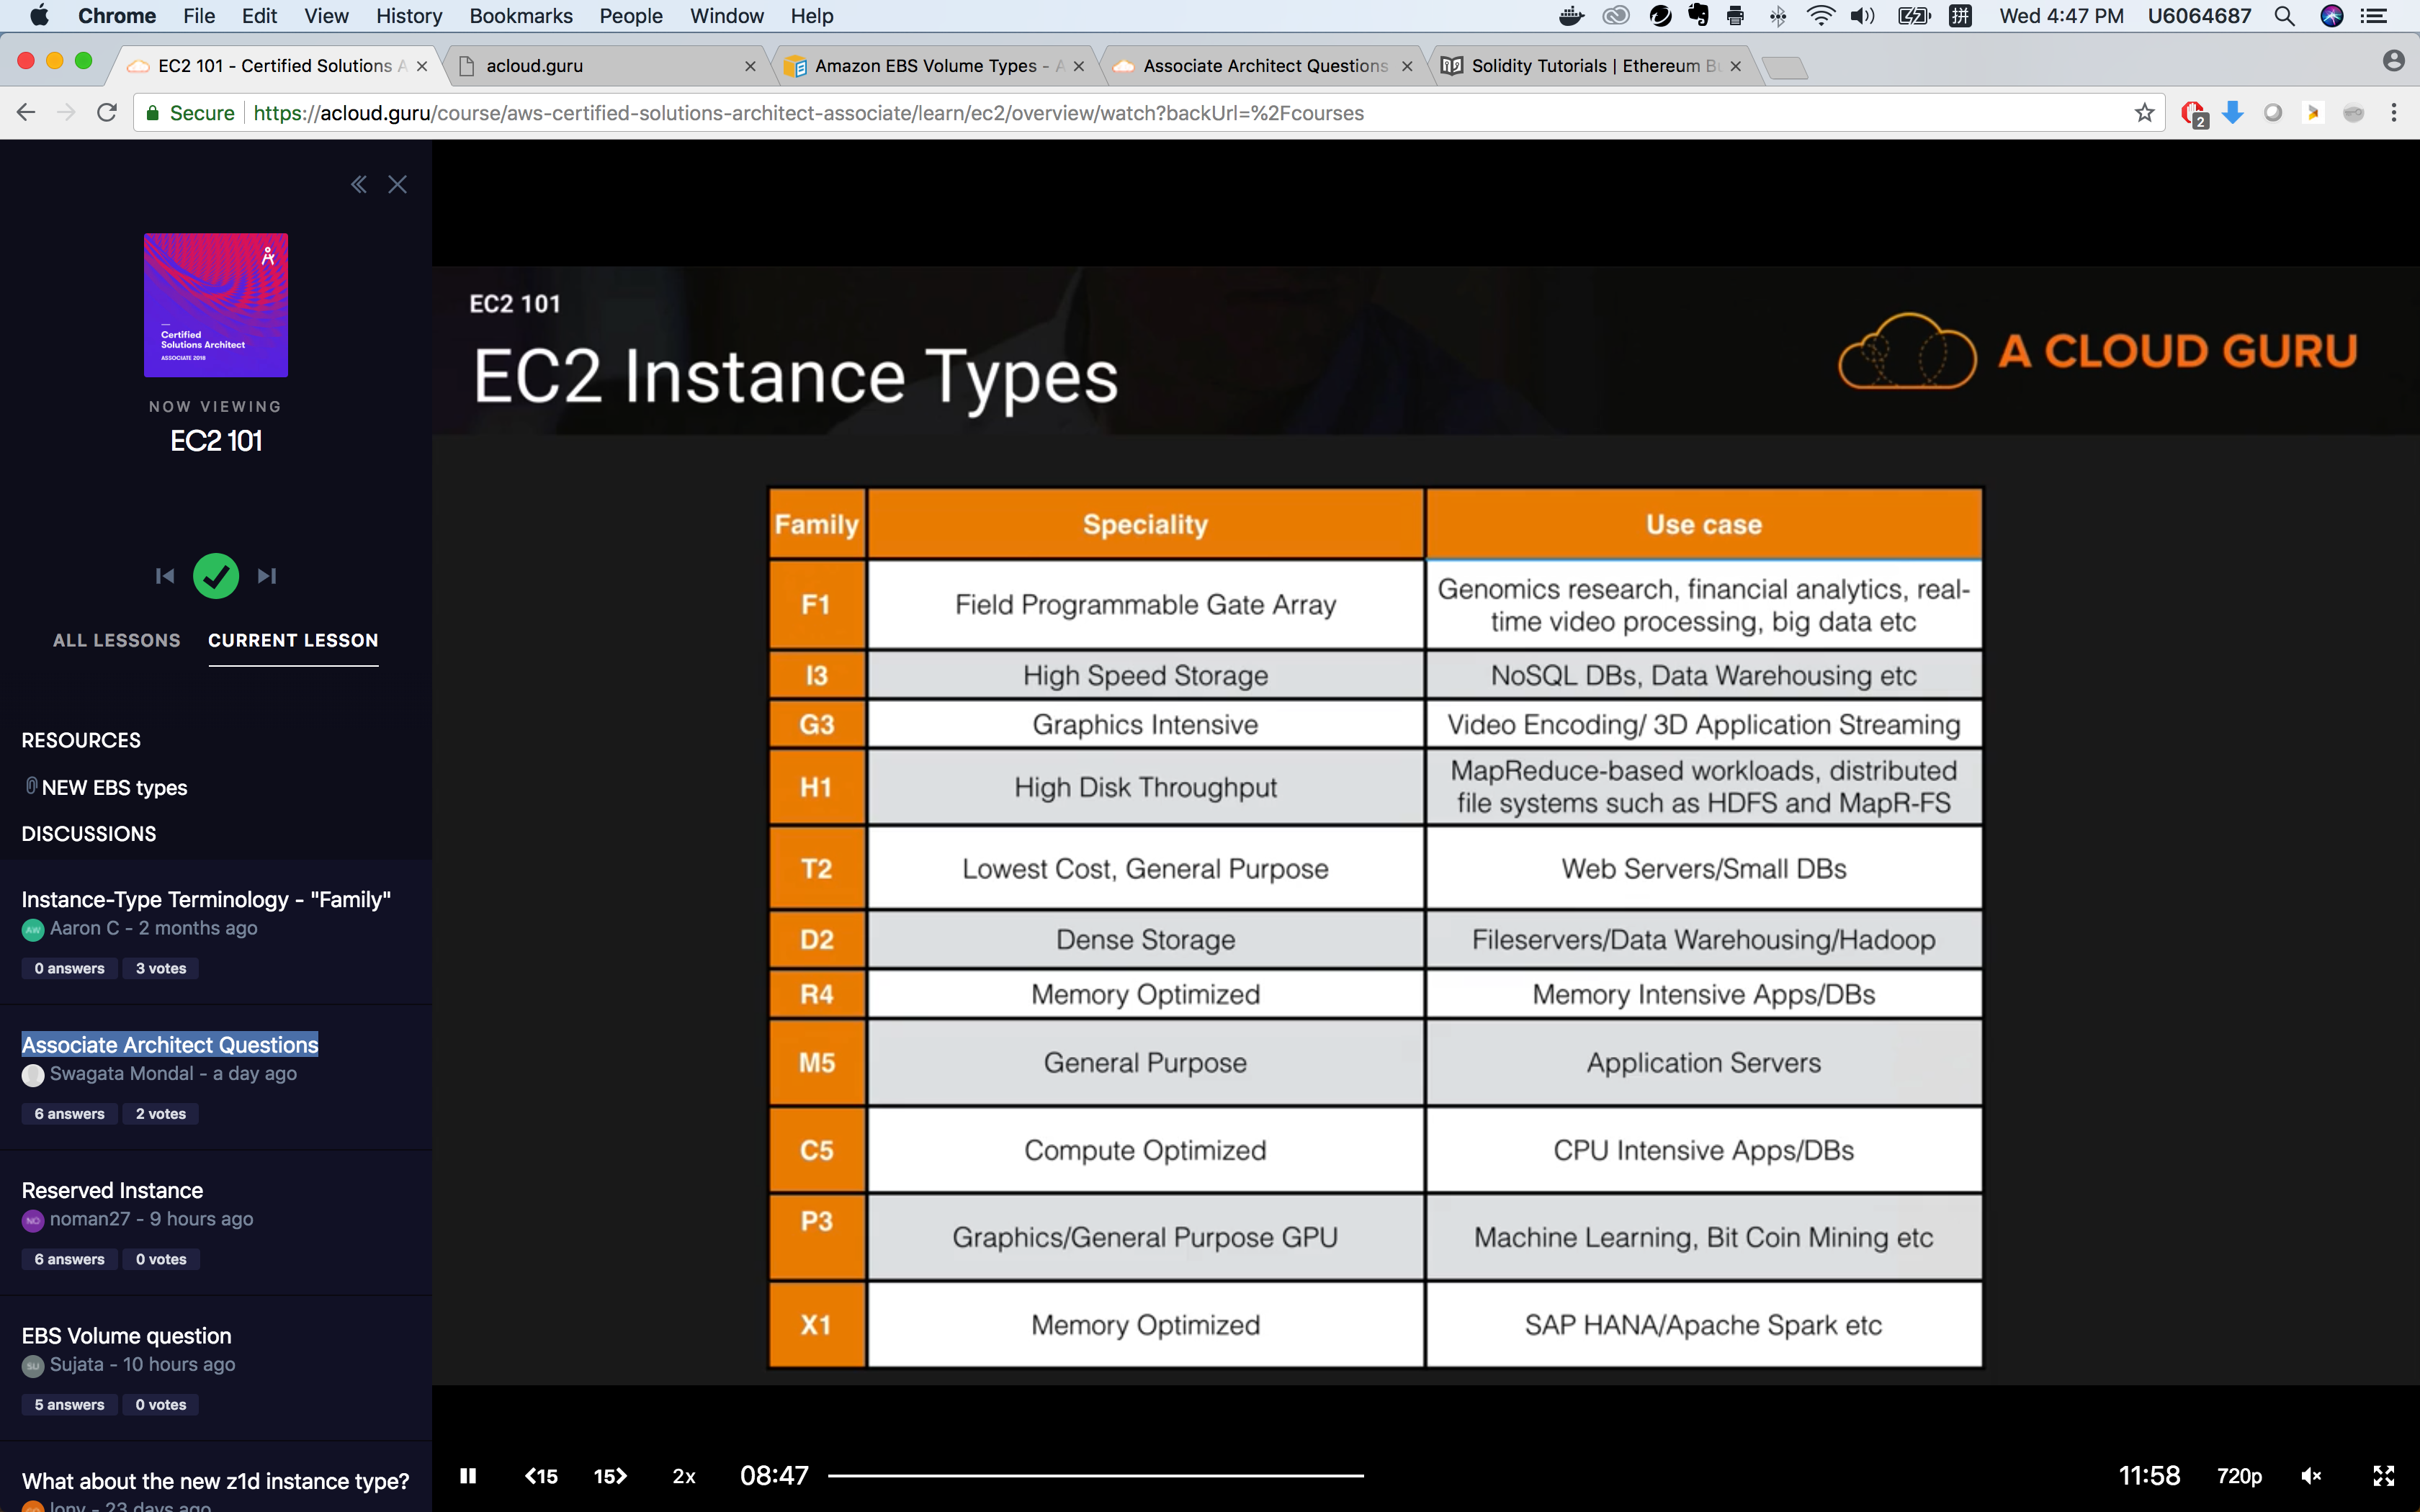 Chrome File Edit View History Bookmarks People Window Help Wed 4:47 PM U6064687
EC2 101 - Certified Solutions A
acloud.guru
Amazon EBS Volume Types - A
Associate Architect Questions
Solidity Tutorials | Ethereum B
Secure https://acloud.guru/course/aws-certified-solutions-architect-associate/learn/ec2/overview/watch?backUrl=%2Fcourses
2
Certified
Solutions Architect
ASSOCIATE 2018
NOW VIEWING
EC2 101
ALL LESSONS CURRENT LESSON
RESOURCES
NEW EBS types
DISCUSSIONS
Instance-Type Terminology - "Family"
AW Aaron C - 2 months ago
0 answers 3 votes
Associate Architect Questions
Swagata Mondal - a day ago
6 answers 2 votes
Reserved Instance
NO noman27 - 9 hours ago
6 answers 0 votes
EBS Volume question
SU Sujata - 10 hours ago
5 answers 0 votes
What about the new z1d instance type?
23 days ago
EC2 101
EC2 Instance Types
A CLOUD GURU
Family Speciality Use case
F1 Field Programmable Gate Array Genomics research, financial analytics, real-
time video processing, big data etc
I3 High Speed Storage NoSQL DBs, Data Warehousing etc
G3 Graphics Intensive Video Encoding/ 3D Application Streaming
H1 High Disk Throughput MapReduce-based workloads, distributed
file systems such as HDFS and MapR-FS
T2 Lowest Cost, General Purpose Web Servers/Small DBs
D2 Dense Storage Fileservers/Data Warehousing/Hadoop
R4 Memory Optimized Memory Intensive Apps/DBs
M5 General Purpose Application Servers
C5 Compute Optimized CPU Intensive Apps/DBs
P3 Graphics/General Purpose GPU Machine Learning, Bit Coin Mining etc
X1 Memory Optimized SAP HANA/Apache Spark etc
15 15 2x 08:47 11:58 720p